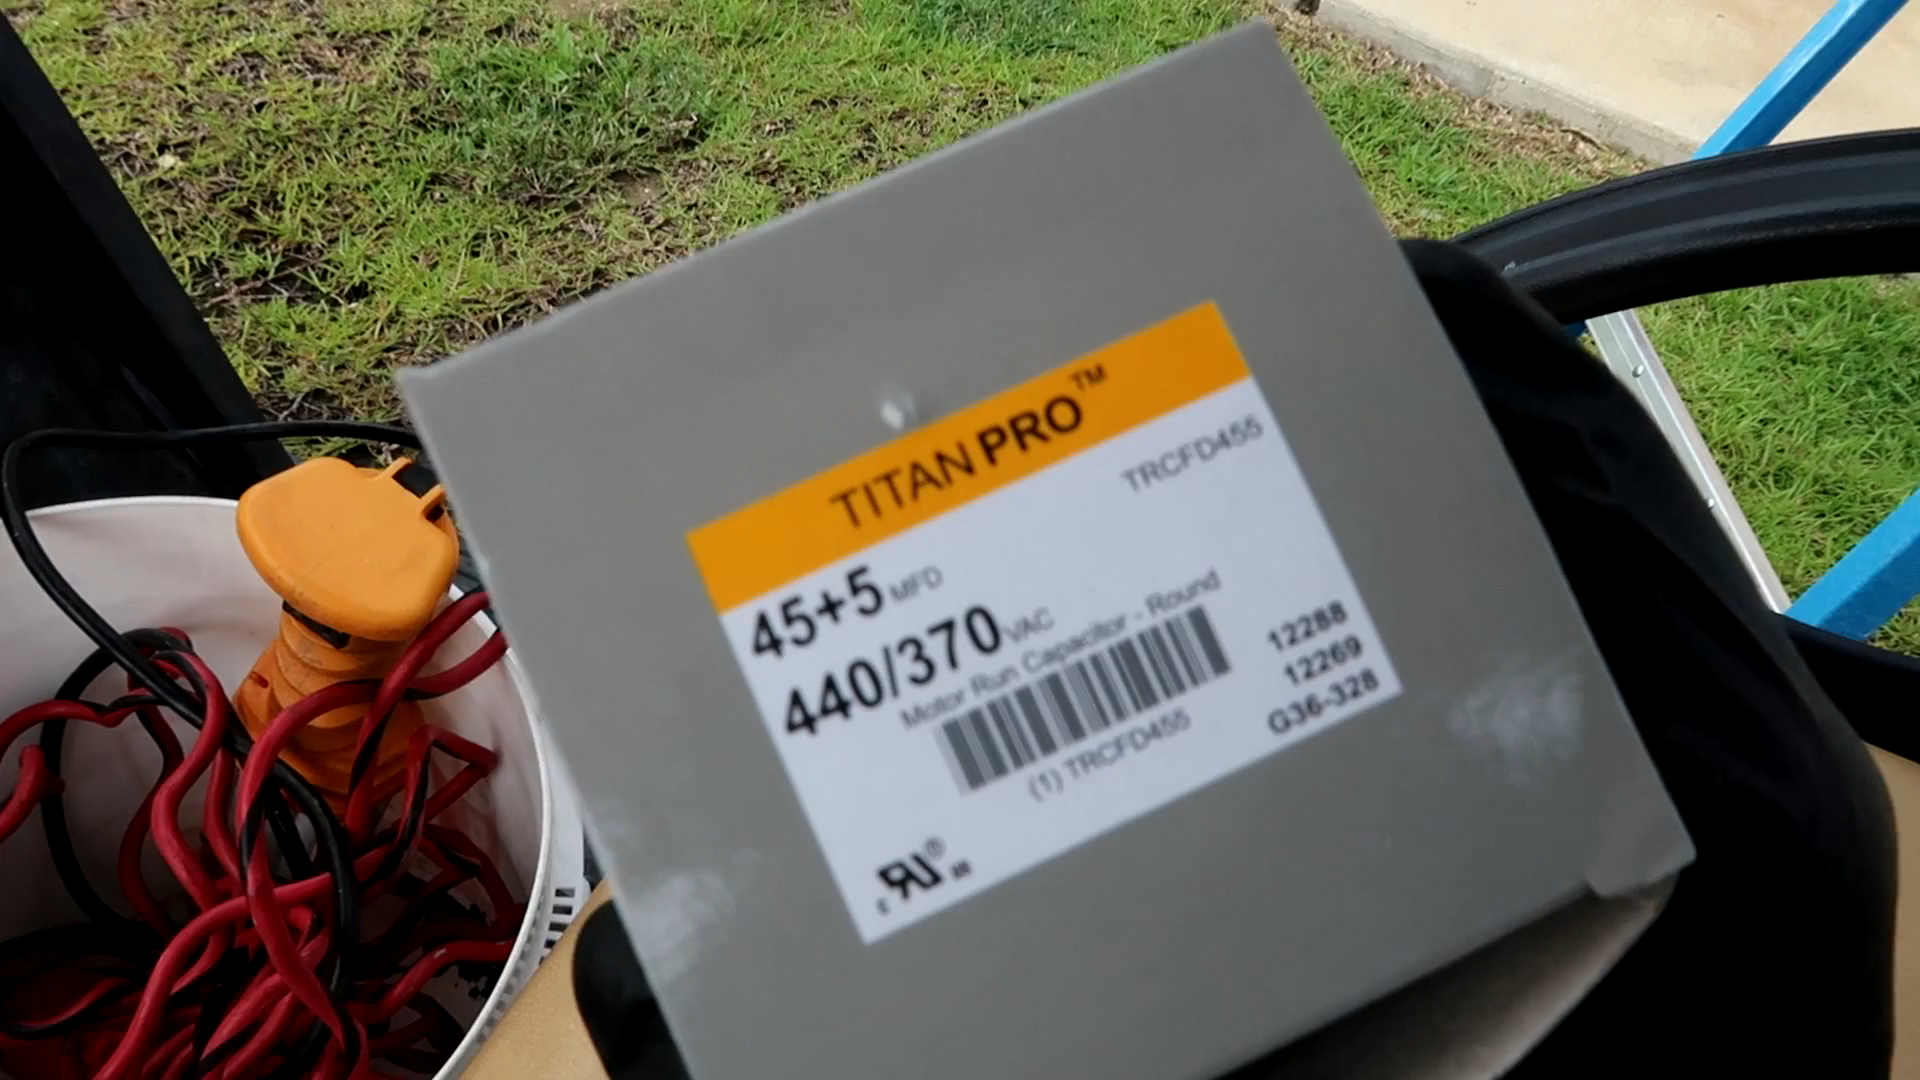 TITAN PRO™
TRCFD455
45+5 MFD
440/370 VAC
Motor Run Capacitor - Round
(1) TRCFD455
12288
12269
G36-328